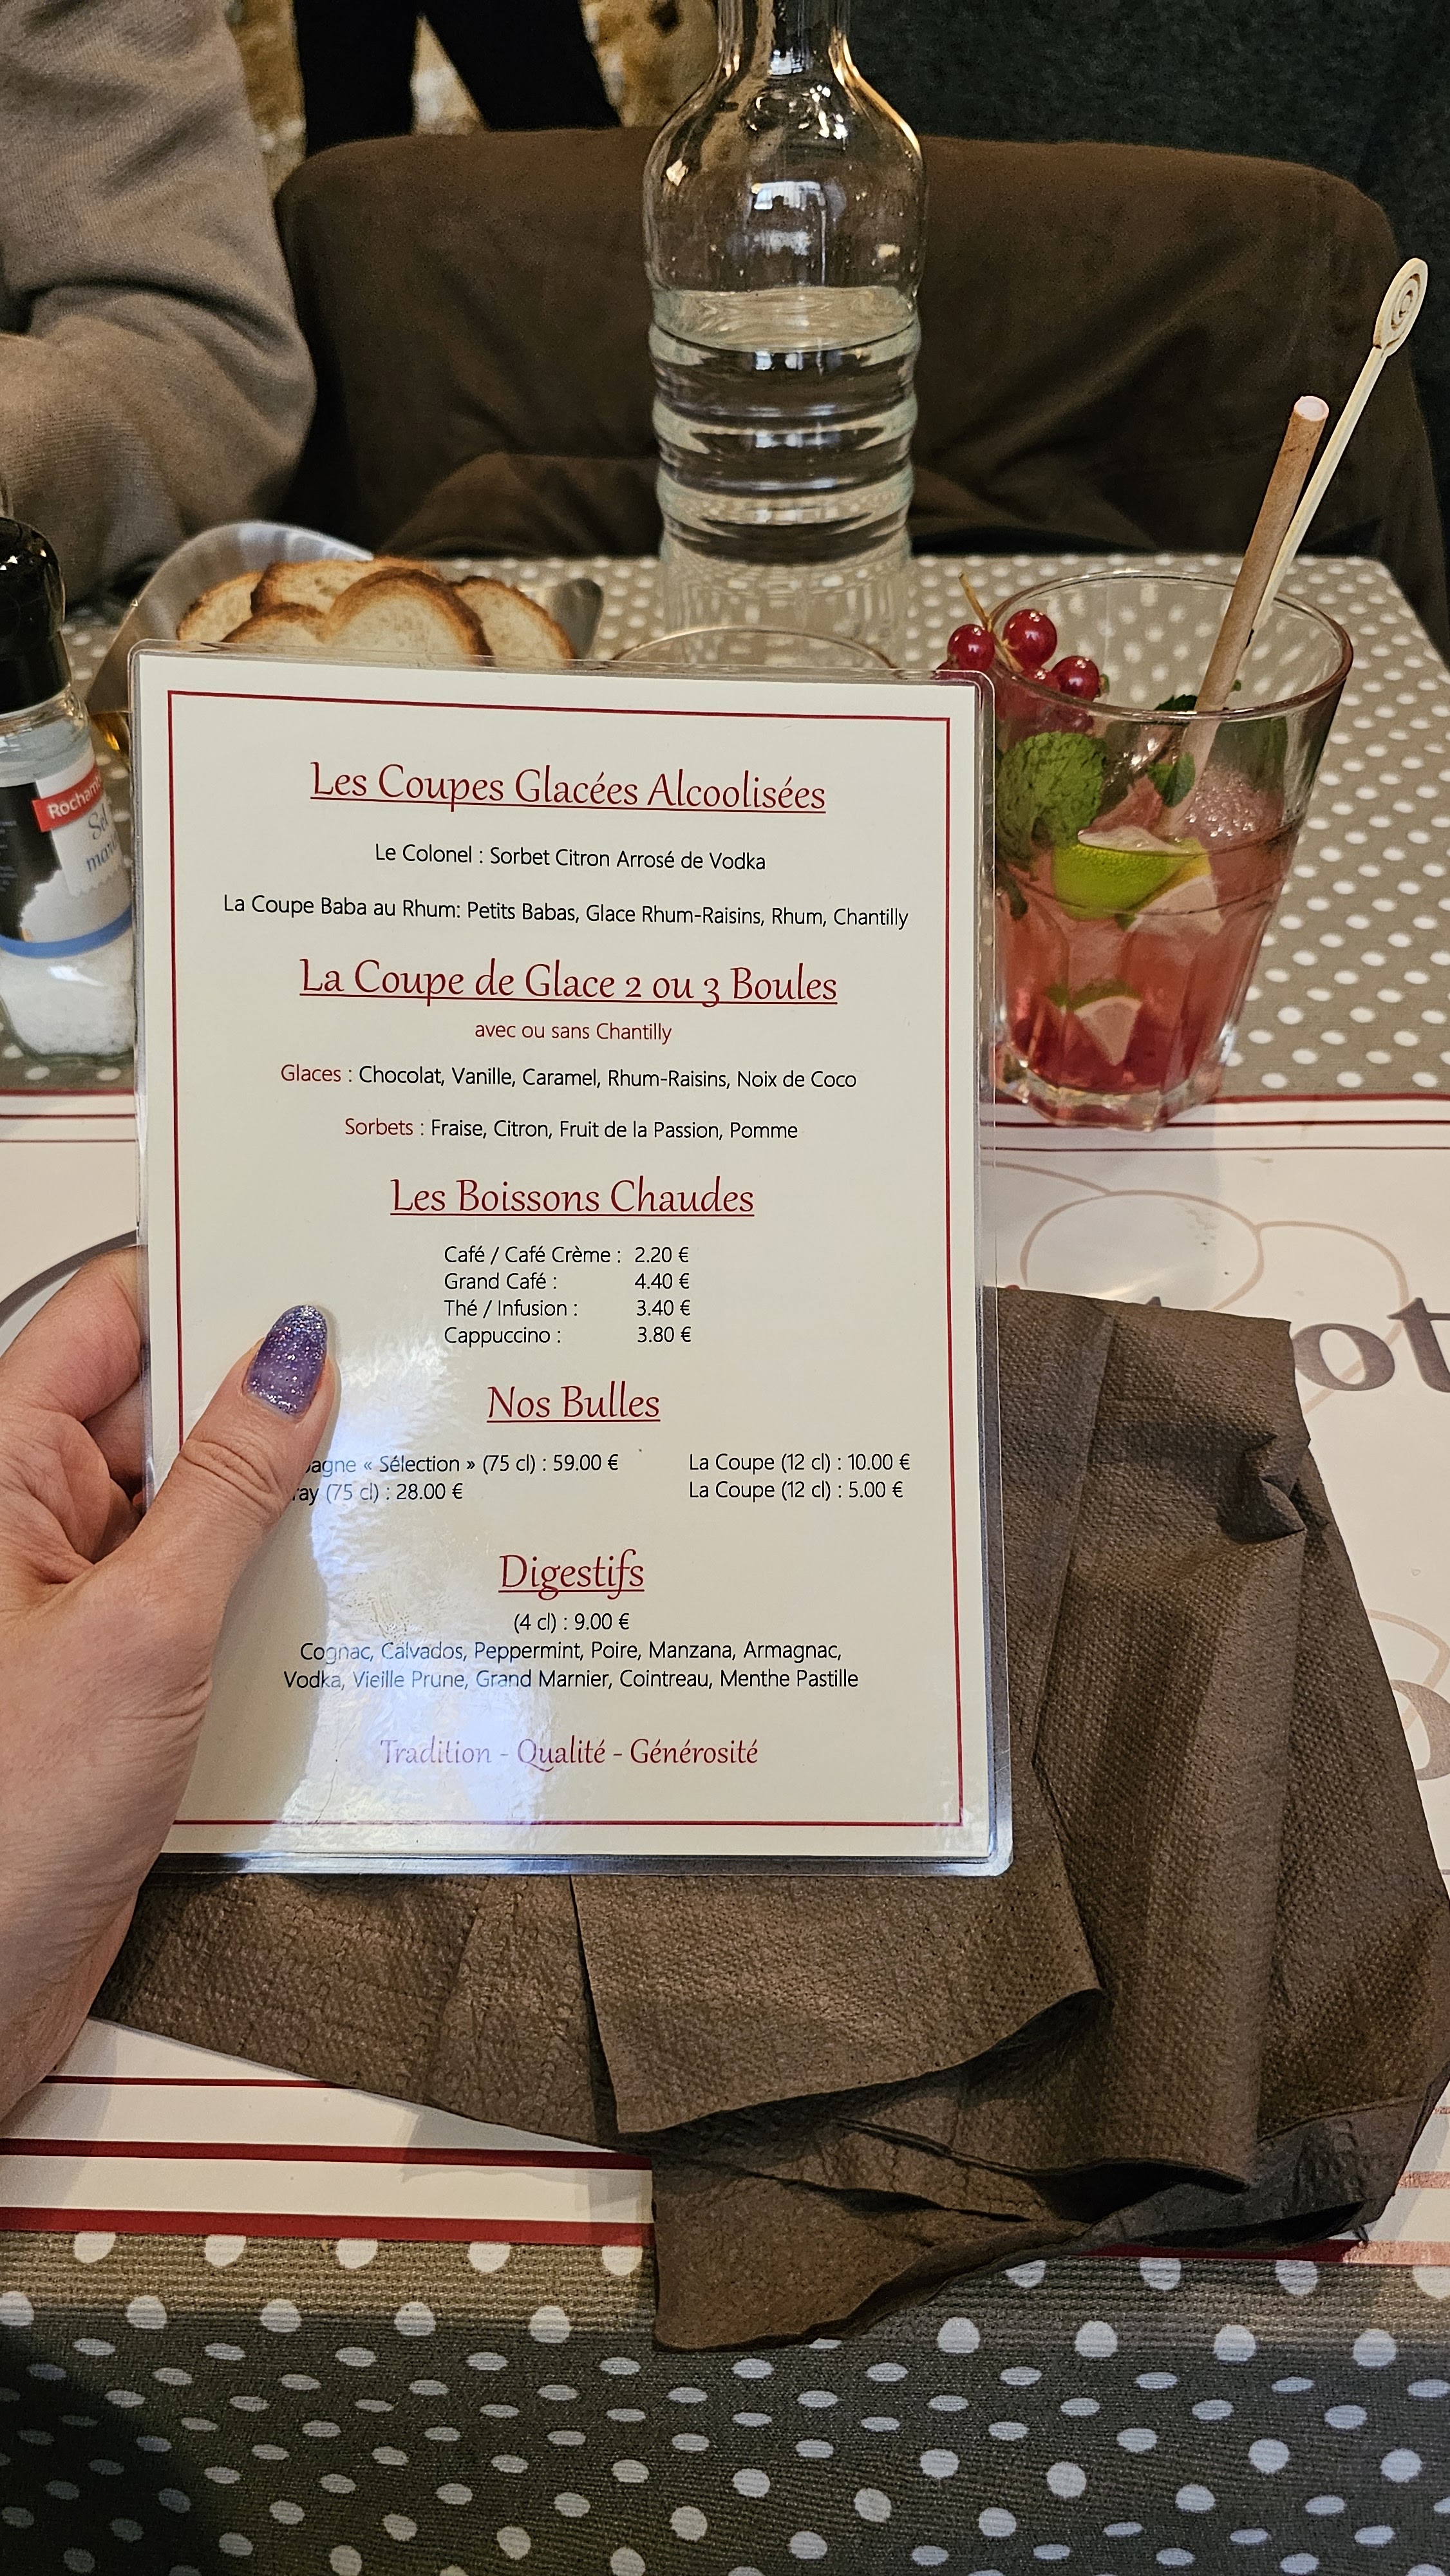 Les Coupes Glacées Alcoolisées
Le Colonel : Sorbet Citron Arrosé de Vodka
La Coupe Baba au Rhum: Petits Babas, Glace Rhum-Raisins, Rhum, Chantilly
La Coupe de Glace 2 ou 3 Boules
avec ou sans Chantilly
Glaces : Chocolat, Vanille, Caramel, Rhum-Raisins, Noix de Coco
Sorbets : Fraise, Citron, Fruit de la Passion, Pomme
Les Boissons Chaudes
Café / Café Crème : 2.20 €
Grand Café : 4.40 €
Thé / Infusion : 3.40 €
Cappuccino : 3.80 €
Nos Bulles
« Sélection » (75 cl) : 59.00 € La Coupe (12 cl) : 10.00 €
(75 cl) : 28.00 € La Coupe (12 cl) : 5.00 €
Digestifs
(4 cl) : 9.00 €
Cognac, Calvados, Peppermint, Poire, Manzana, Armagnac,
Vodka, Vieille Prune, Grand Marnier, Cointreau, Menthe Pastille
Tradition - Qualité - Générosité
Sel